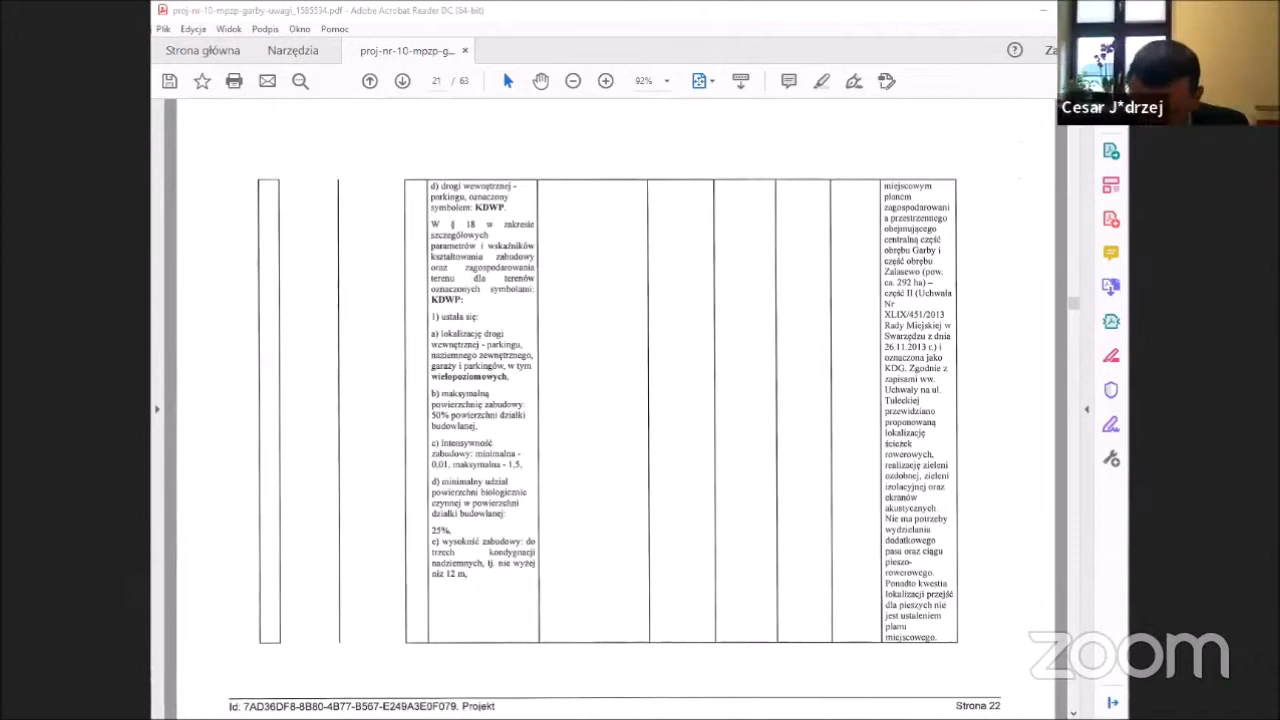 proj-nr-10-mpzp-garby-uwagi_1585534.pdf - Adobe Acrobat Reader DC (64-bit)
Plik Edycja Widok Podpis Okno Pomoc
Strona główna Narzędzia proj-nr-10-mpzp-g... × Za
21 / 63 92%
Cesar J*drzej
d) drogi wewnętrznej -
parkingu, oznaczony
symbolem: KDWP.
W § 18 w zakresie
szczegółowych
parametrów i wskaźników
kształtowania zabudowy
oraz zagospodarowania
terenu dla terenów
oznaczonych symbolami:
KDWP:
1) ustala się:
a) lokalizację drogi
wewnętrznej - parkingu,
naziemnego zewnętrznego,
garaży i parkingów, w tym
wielopoziomowych,
b) maksymalną
powierzchnię zabudowy:
50% powierzchni działki
budowlanej,
c) intensywność
zabudowy: minimalna -
0,01, maksymalna - 1,5,
d) minimalny udział
powierzchni biologicznie
czynnej w powierzchni
działki budowlanej:
25%,
e) wysokość zabudowy: do
trzech kondygnacji
nadziemnych, tj. nie wyżej
niż 12 m,
miejscowym
planem
zagospodarowani
a przestrzennego
obejmującego
centralną część
obrębu Garby i
część obrębu
Zalasewo (pow.
ca. 292 ha) –
część II (Uchwała
Nr
XLIX/451/2013
Rady Miejskiej w
Swarzędzu z dnia
26.11.2013 r.) i
oznaczona jako
KDG. Zgodnie z
zapisami ww.
Uchwały na ul.
Tuleckiej
przewidziano
proponowaną
lokalizację
ścieżek
rowerowych,
realizację zieleni
ozdobnej, zieleni
izolacyjnej oraz
ekranów
akustycznych.
Nie ma potrzeby
wydzielania
dodatkowego
pasa oraz ciągu
pieszo-
rowerowego.
Ponadto kwestia
lokalizacji przejść
dla pieszych nie
jest ustaleniem
planu
miejscowego.
zoom
Id: 7AD36DF8-8B80-4B77-B567-E249A3E0F079. Projekt Strona 22